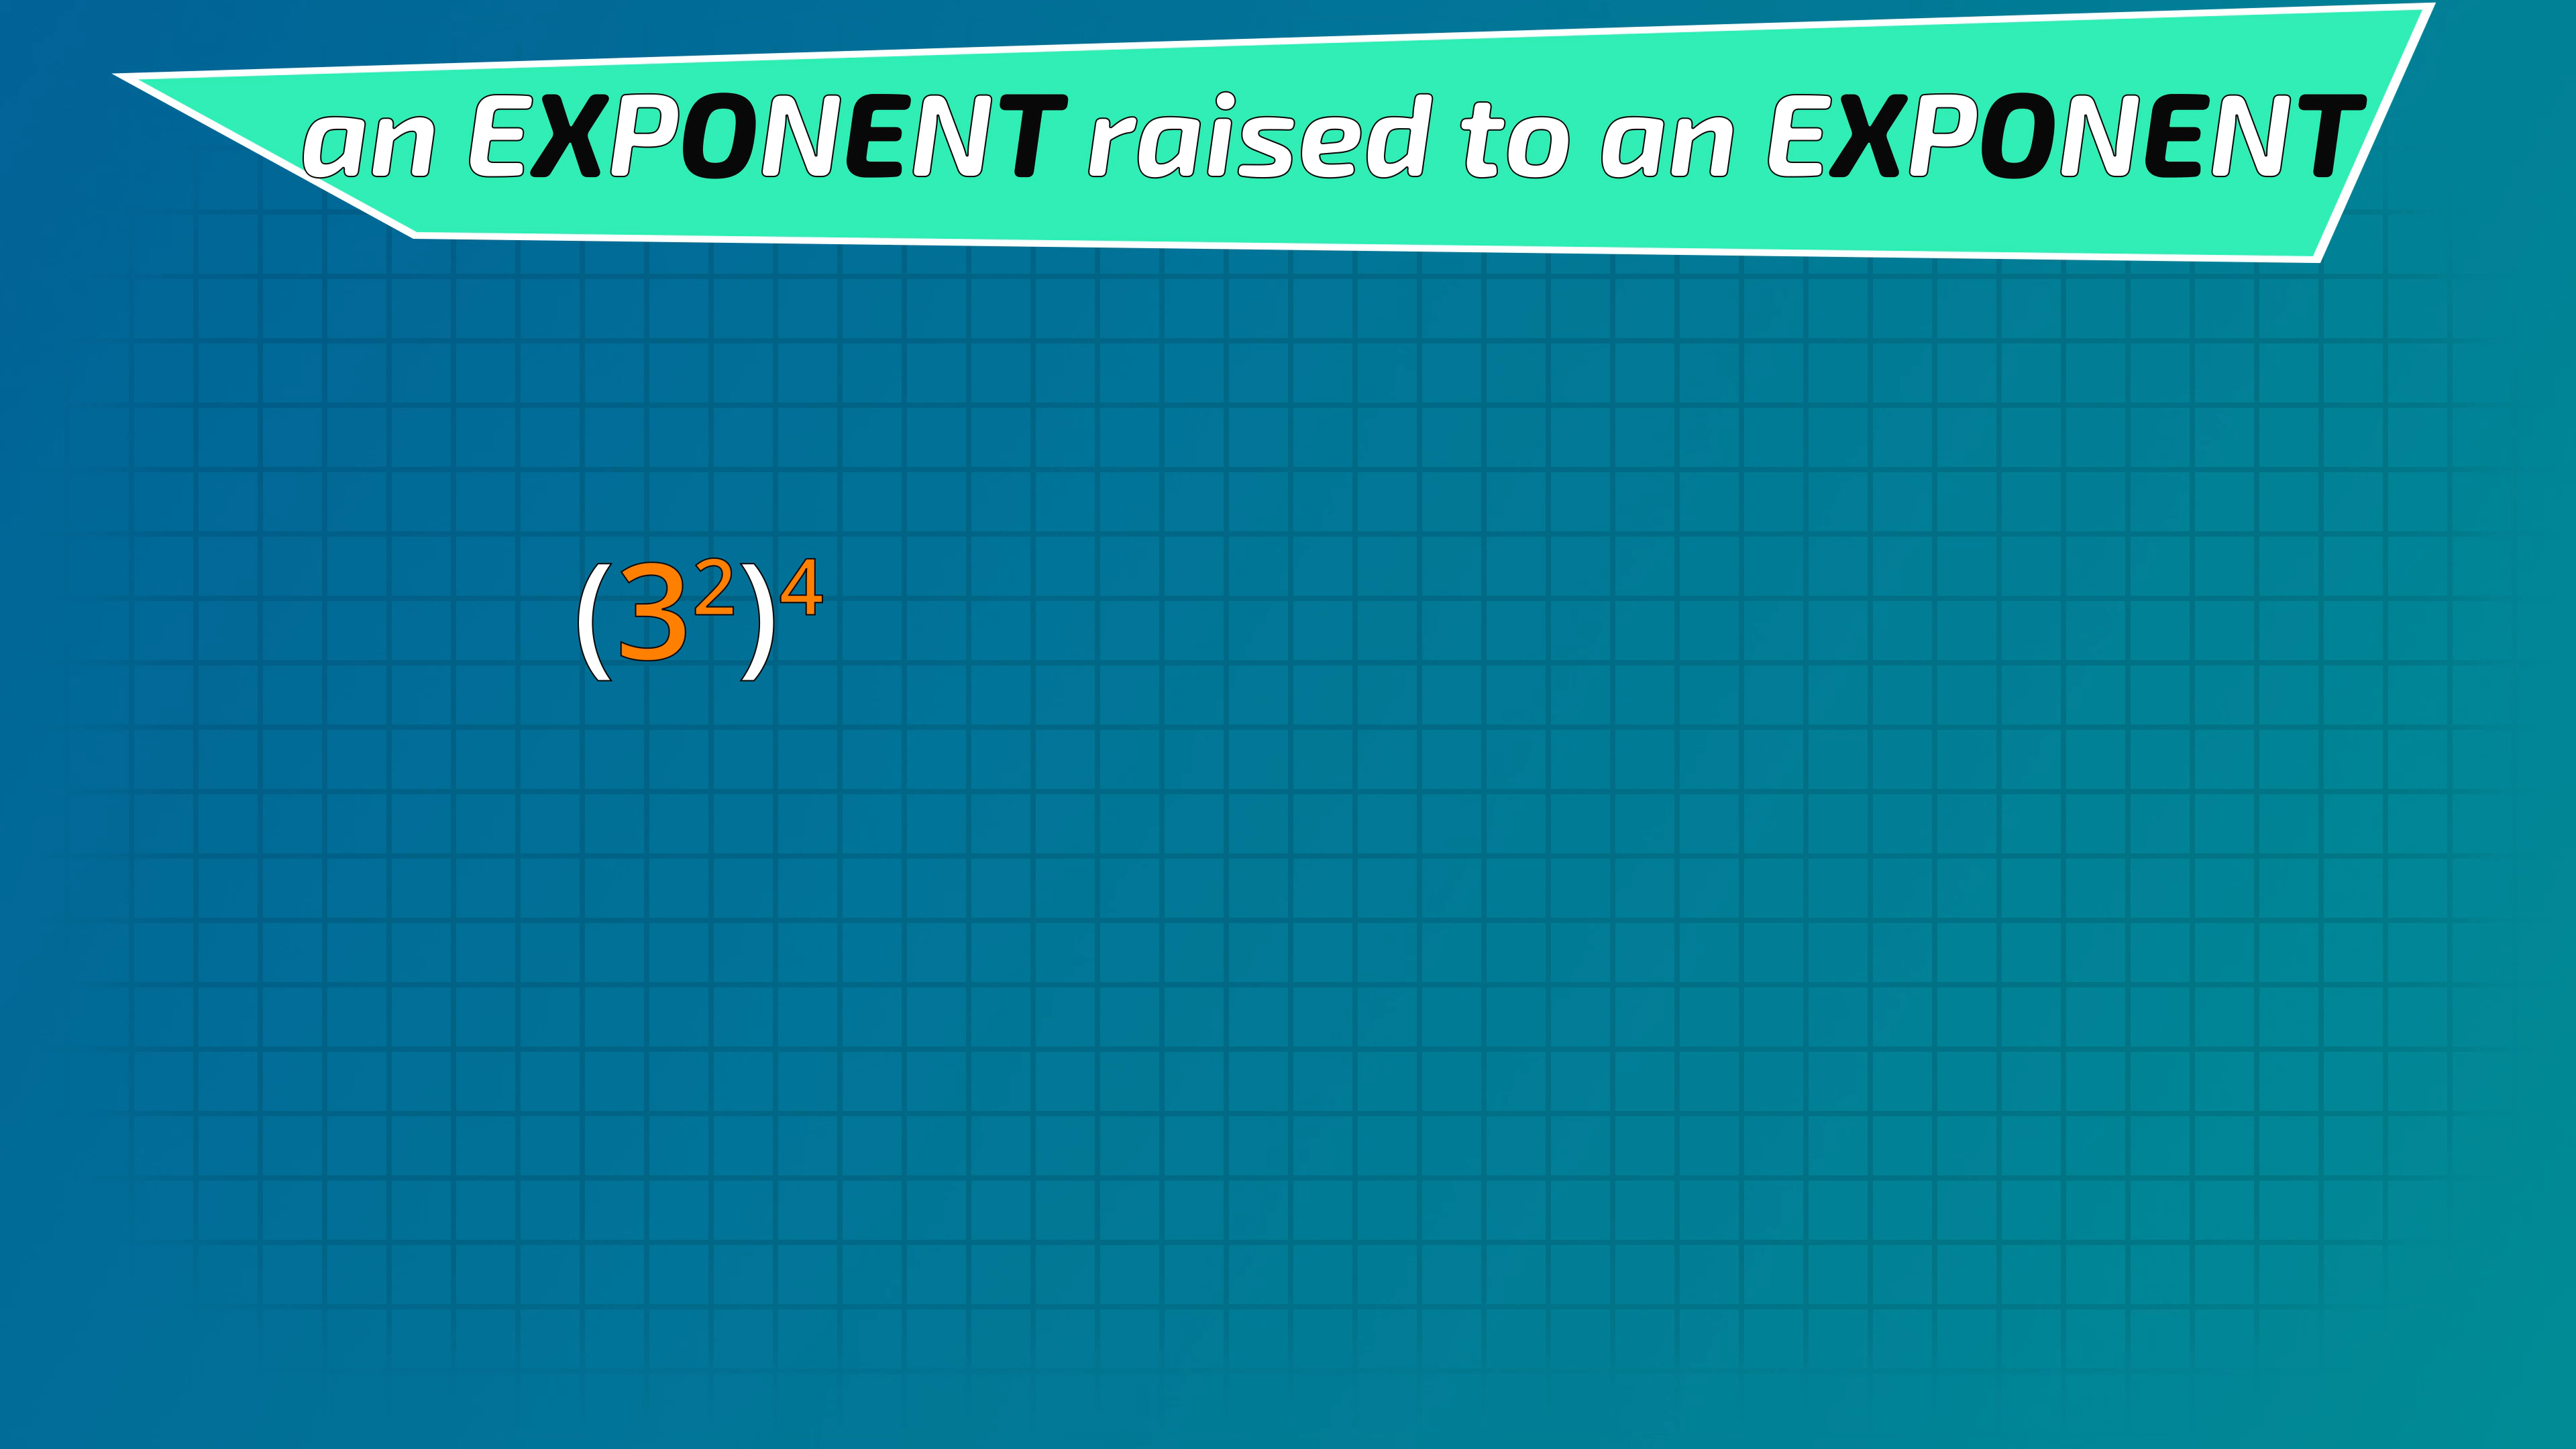 an EXPONENT raised to an EXPONENT
(3²)⁴